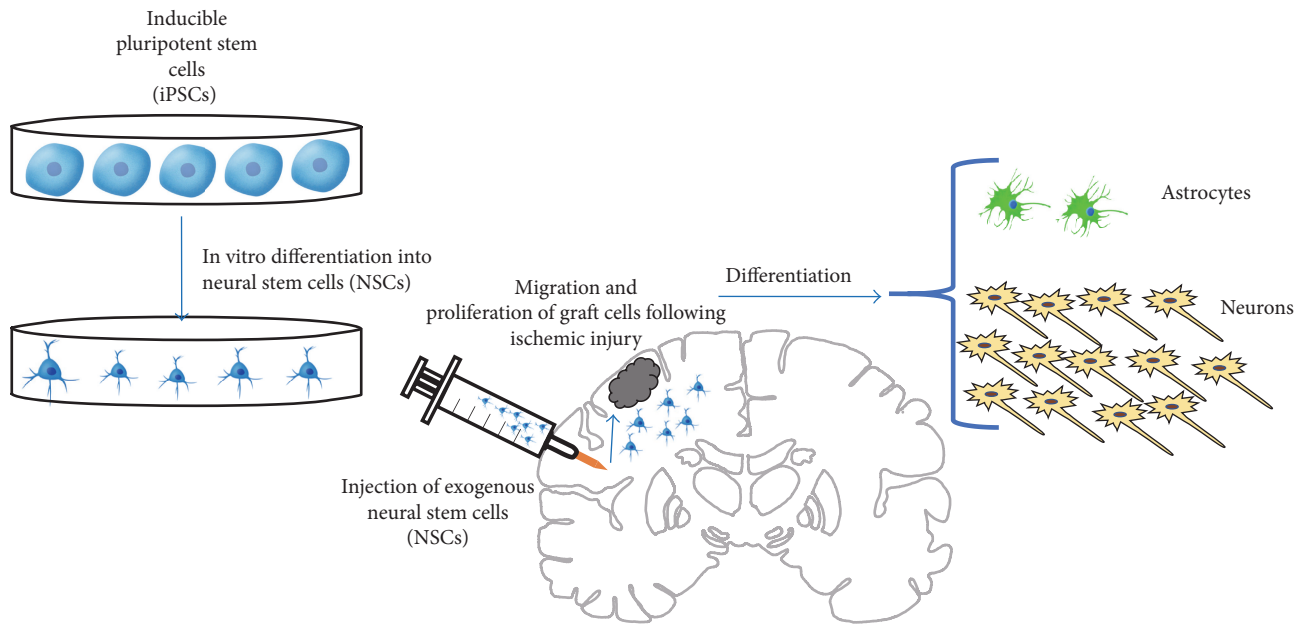 Inducible
pluripotent stem
cells
(iPSCs)
In vitro differentiation into
neural stem cells (NSCs)
Injection of exogenous
neural stem cells
(NSCs)
Migration and
proliferation of graft cells following
ischemic injury
Differentiation
Astrocytes
Neurons